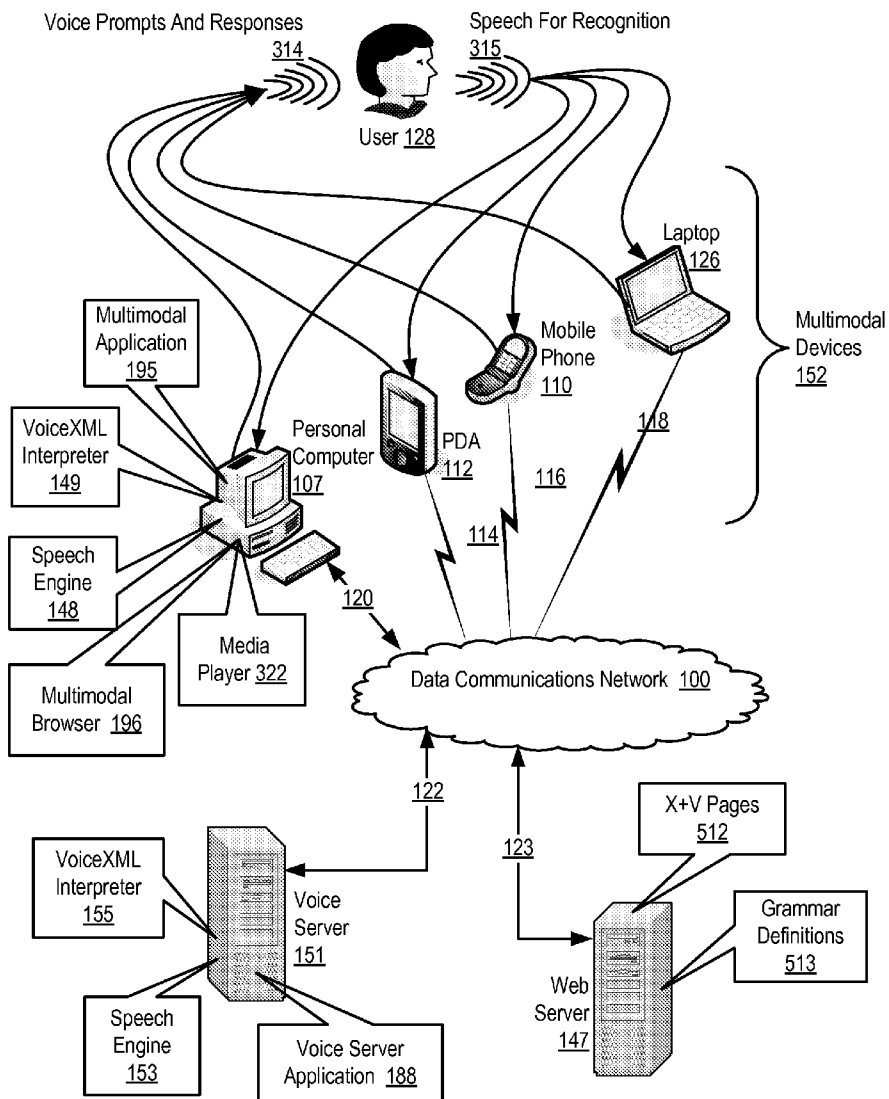 Voice Prompts And Responses
314
Speech For Recognition
315
User 128
Laptop
126
Multimodal
Application
195
Mobile
Phone
110
Multimodal
Devices
152
VoiceXML
Interpreter
149
Personal
Computer
107
PDA
112
118
116
114
Speech
Engine
148
120
Media
Player 322
Multimodal
Browser 196
Data Communications Network 100
122
X+V Pages
512
123
VoiceXML
Interpreter
155
Voice
Server
151
Grammar
Definitions
513
Web
Server
147
Speech
Engine
153
Voice Server
Application 188